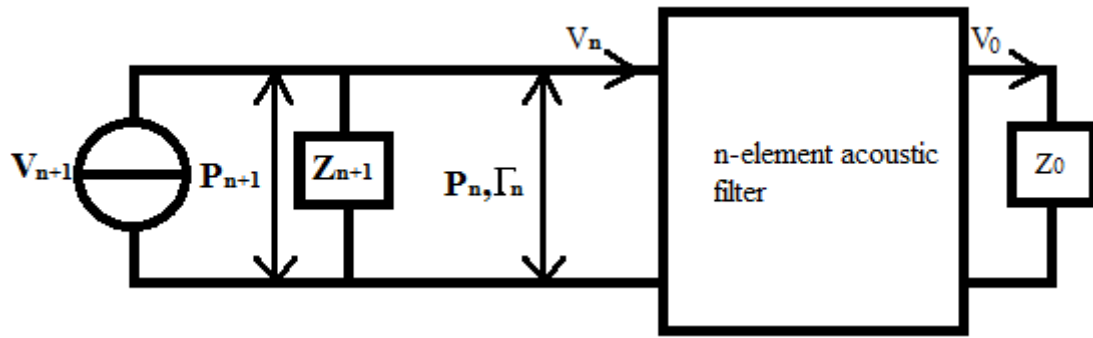 Vn
V0
Vn+1
Pn+1
Zn+1
Pn,Γn
n-element acoustic
filter
Z0